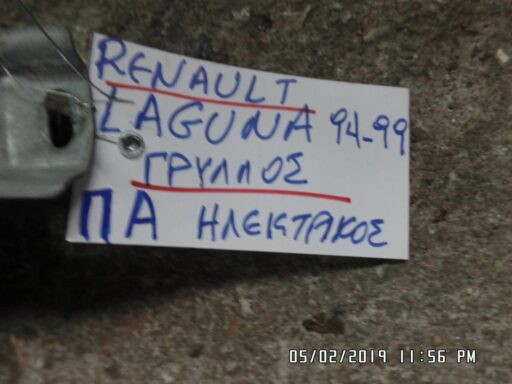 RENAULT
LAGUNA 94-99
ΓΡΥΛΛΟΣ
ΠΑ ΗΛΕΚΤΡΙΚΟΣ
05/02/2019 11:56 PM